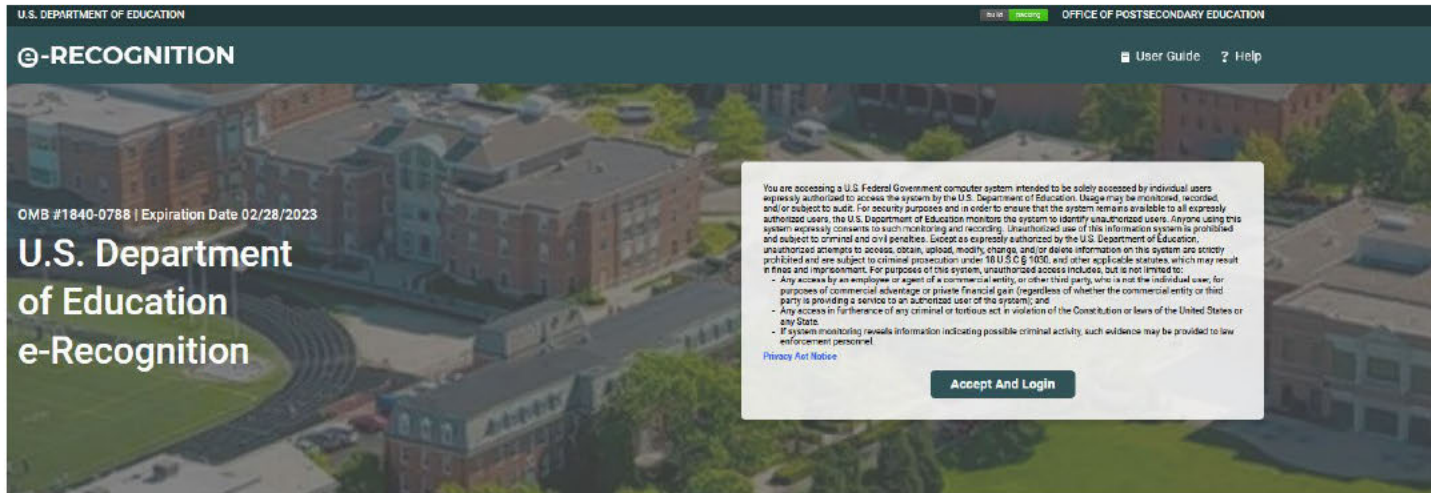 U.S. DEPARTMENT OF EDUCATION
build passing OFFICE OF POSTSECONDARY EDUCATION
e-RECOGNITION
User Guide ? Help
OMB #1840-0788 | Expiration Date 02/28/2023
U.S. Department
of Education
e-Recognition
You are accessing a U.S. Federal Government computer system intended to be solely accessed by individual users
expressly authorized to access the system by the U.S. Department of Education. Usage may be monitored, recorded,
and/or subject to audit. For security purposes and in order to ensure that the system remains available to all expressly
authorized users, the U.S. Department of Education monitors the system to identify unauthorized users. Anyone using this
system expressly consents to such monitoring and recording. Unauthorized use of this information system is prohibited
and subject to criminal and civil penalties. Except as expressly authorized by the U.S. Department of Education,
unauthorized attempts to access, obtain, upload, modify, change, and/or delete information on this system are strictly
prohibited and are subject to criminal prosecution under 18 U.S.C § 1030, and other applicable statutes, which may result
in fines and imprisonment. For purposes of this system, unauthorized access includes, but is not limited to:
- Any access by an employee or agent of a commercial entity, or other third party, who is not the individual user, for
purposes of commercial advantage or private financial gain (regardless of whether the commercial entity or third
party is providing a service to an authorized user of the system); and
- Any access in furtherance of any criminal or tortious act in violation of the Constitution or laws of the United States or
any State.
- If system monitoring reveals information indicating possible criminal activity, such evidence may be provided to law
enforcement personnel.
Privacy Act Notice
Accept And Login